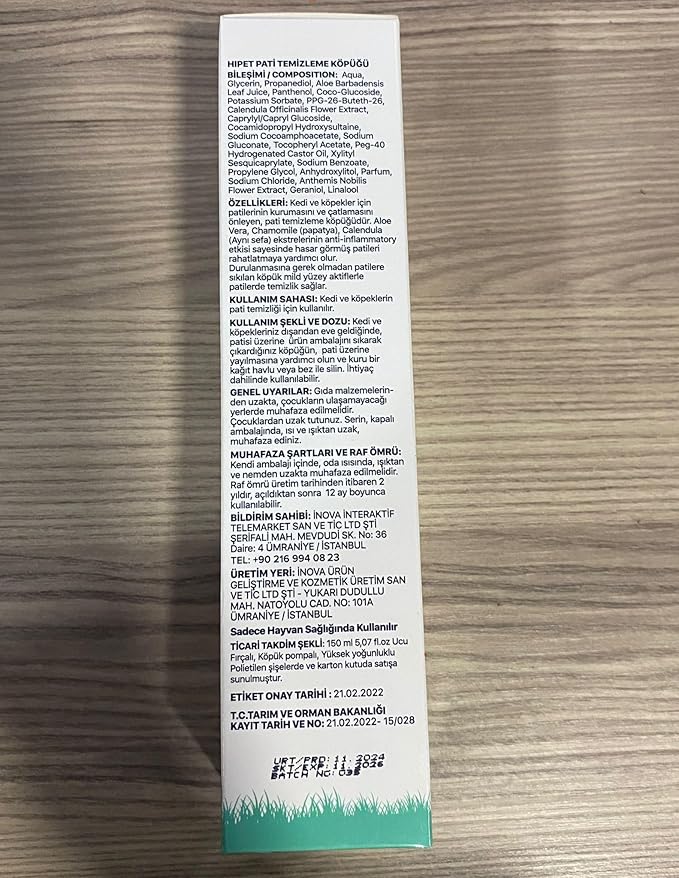 HIPET PATİ TEMİZLEME KÖPÜĞÜ
BİLEŞİMİ / COMPOSITION: Aqua,
Glycerin, Propanediol, Aloe Barbadensis
Leaf Juice, Panthenol, Coco-Glucoside,
Potassium Sorbate, PPG-26-Buteth-26,
Calendula Officinalis Flower Extract,
Caprylyl/Capryl Glucoside,
Cocamidopropyl Hydroxysultaine,
Sodium Cocoamphoacetate, Sodium
Gluconate, Tocopheryl Acetate, Peg-40
Hydrogenated Castor Oil, Xylityl
Sesquicaprylate, Sodium Benzoate,
Propylene Glycol, Anhydroxylitol, Parfum,
Sodium Chloride, Anthemis Nobilis
Flower Extract, Geraniol, Linalool
ÖZELLİKLERİ: Kedi ve köpekler için
patilerinin kurumasını ve çatlamasını
önleyen, pati temizleme köpüğüdür. Aloe
Vera, Chamomile (papatya), Calendula
(Aynı sefa) ekstrelerinin anti-inflammatory
etkisi sayesinde hasar görmüş patileri
rahatlatmaya yardımcı olur.
Durulanmasına gerek olmadan patilere
sıkılan köpük mild yüzey aktiflerle
patilerde temizlik sağlar.
KULLANIM SAHASI: Kedi ve köpeklerin
pati temizliği için kullanılır.
KULLANIM ŞEKLİ VE DOZU: Kedi ve
köpekleriniz dışarıdan eve geldiğinde,
patisi üzerine ürün ambalajını sıkarak
çıkardığınız köpüğün, pati üzerine
yayılmasına yardımcı olun ve kuru bir
kağıt havlu veya bez ile silin. İhtiyaç
dahilinde kullanılabilir.
GENEL UYARILAR: Gıda malzemelerin-
den uzakta, çocukların ulaşamayacağı
yerlerde muhafaza edilmelidir.
Çocuklardan uzak tutunuz. Serin, kapalı
ambalajında, ısı ve ışıktan uzak,
muhafaza ediniz.
MUHAFAZA ŞARTLARI VE RAF ÖMRÜ:
Kendi ambalajı içinde, oda ısısında, ışıktan
ve nemden uzakta muhafaza edilmelidir.
Raf ömrü üretim tarihinden itibaren 2
yıldır, açıldıktan sonra 12 ay boyunca
kullanılabilir.
BİLDİRİM SAHİBİ: İNOVA İNTERAKTİF
TELEMARKET SAN VE TİC LTD ŞTİ
ŞERİFALİ MAH. MEVDUDİ SK. No: 36
Daire: 4 ÜMRANİYE / İSTANBUL
TEL: +90 216 994 08 23
ÜRETİM YERİ: İNOVA ÜRÜN
GELİŞTİRME VE KOZMETİK ÜRETİM SAN
VE TİC LTD ŞTİ - YUKARI DUDULLU
MAH. NATOYOLU CAD. NO: 101A
ÜMRANİYE / İSTANBUL
Sadece Hayvan Sağlığında Kullanılır
TİCARİ TAKDİM ŞEKLİ: 150 ml 5,07 fl.oz Ucu
Fırçalı, Köpük pompalı, Yüksek yoğunluklu
Polietilen şişelerde ve karton kutuda satışa
sunulmuştur.
ETİKET ONAY TARİHİ : 21.02.2022
T.C.TARIM VE ORMAN BAKANLIĞI
KAYIT TARİH VE NO: 21.02.2022- 15/028
URT/PRD: 11. 2024
SKT/EXP: 11. 2026
BATCH NO: 035